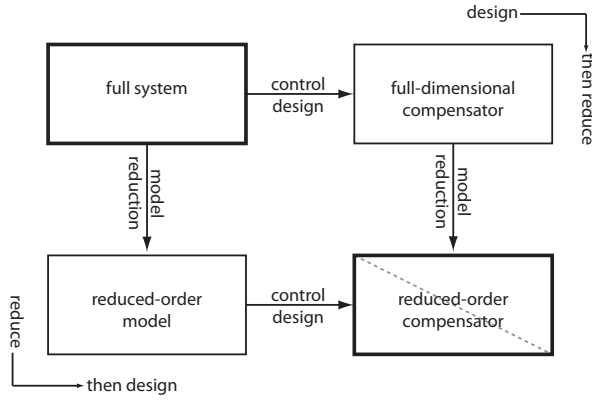 design
then reduce
full system
control
design
full-dimensional
compensator
model
reduction
model
reduction
reduced-order
model
control
design
reduced-order
compensator
reduce
then design